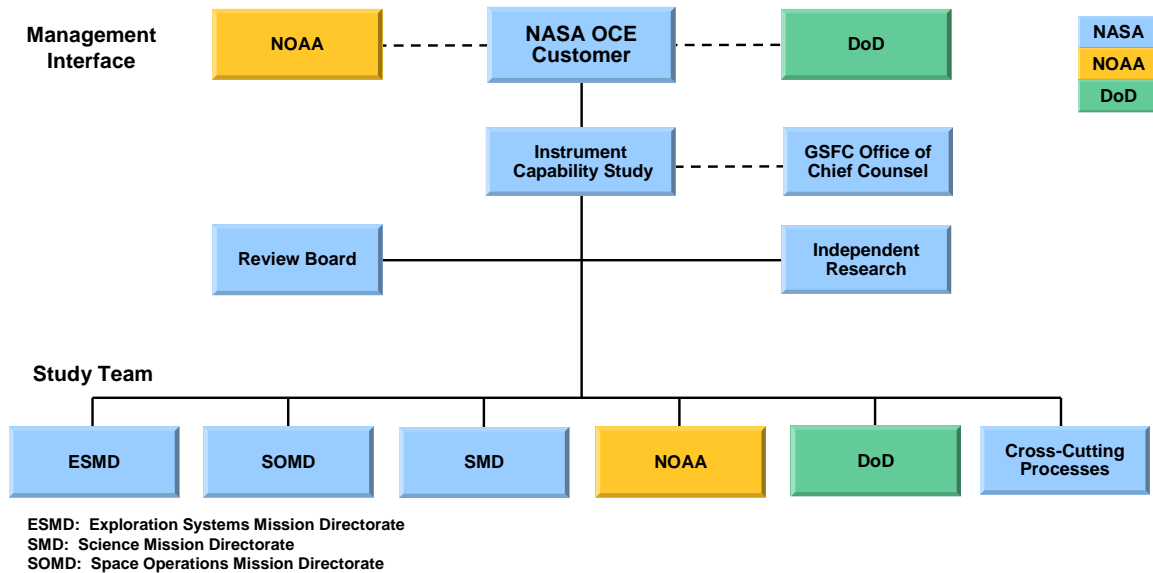 Management
Interface
NOAA
NASA OCE
Customer
DoD
NASA
NOAA
DoD
Instrument
Capability Study
GSFC Office of
Chief Counsel
Review Board
Independent
Research
Study Team
ESMD
SOMD
SMD
NOAA
DoD
Cross-Cutting
Processes
ESMD:  Exploration Systems Mission Directorate
SMD:  Science Mission Directorate
SOMD:  Space Operations Mission Directorate